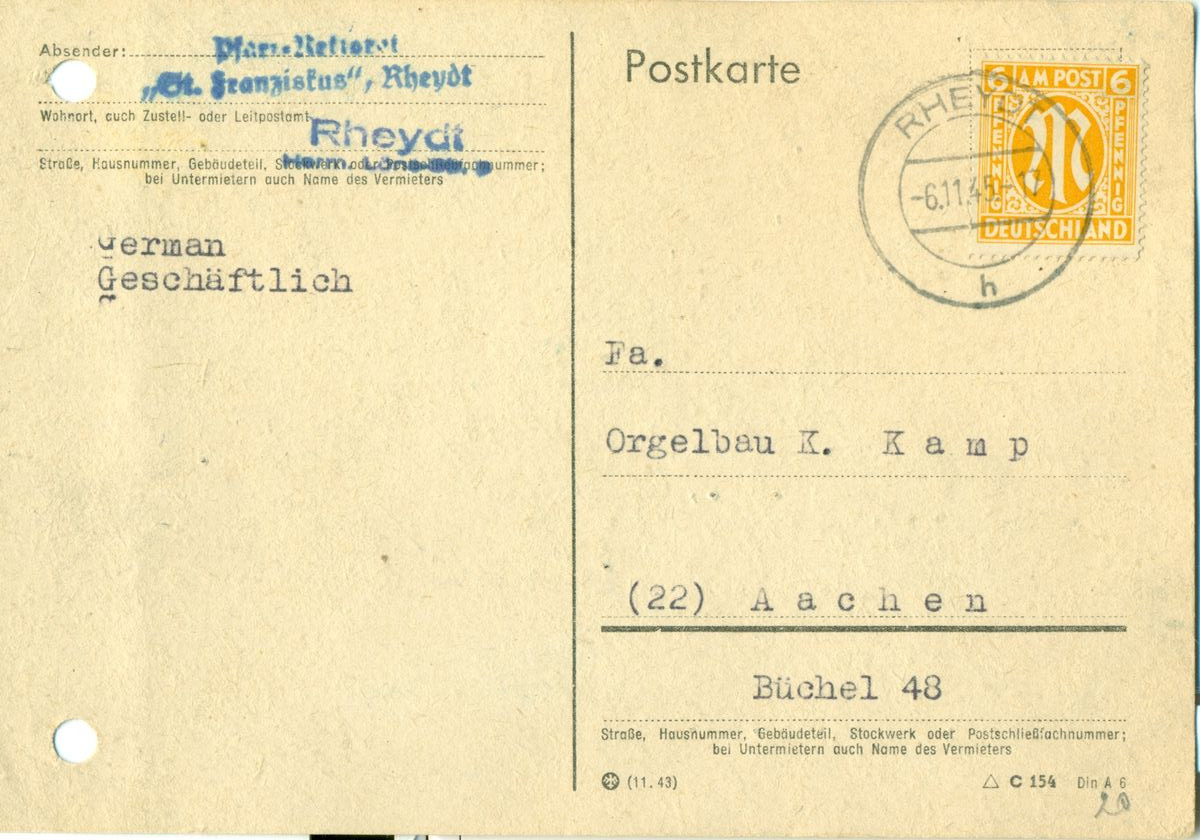 Absender:
Pfarr-Rektorat
„St. Franziskus“, Rheydt
Wohnort, auch Zustell- oder Leitpostamt
Rheydt
Straße, Hausnummer, Gebäudeteil, Stockwerk oder Postschließfachnummer;
bei Untermietern auch Name des Vermieters
German
Geschäftlich
Postkarte
RHEYDT
-6.11.45-17
h
6 AM POST 6
PFENNIG
M
PFENNIG
DEUTSCHLAND
Fa.
Orgelbau K. Kamp
(22) Aachen
Büchel 48
Straße, Hausnummer, Gebäudeteil, Stockwerk oder Postschließfachnummer;
bei Untermietern auch Name des Vermieters
(11. 43)
C 154 Din A 6
20